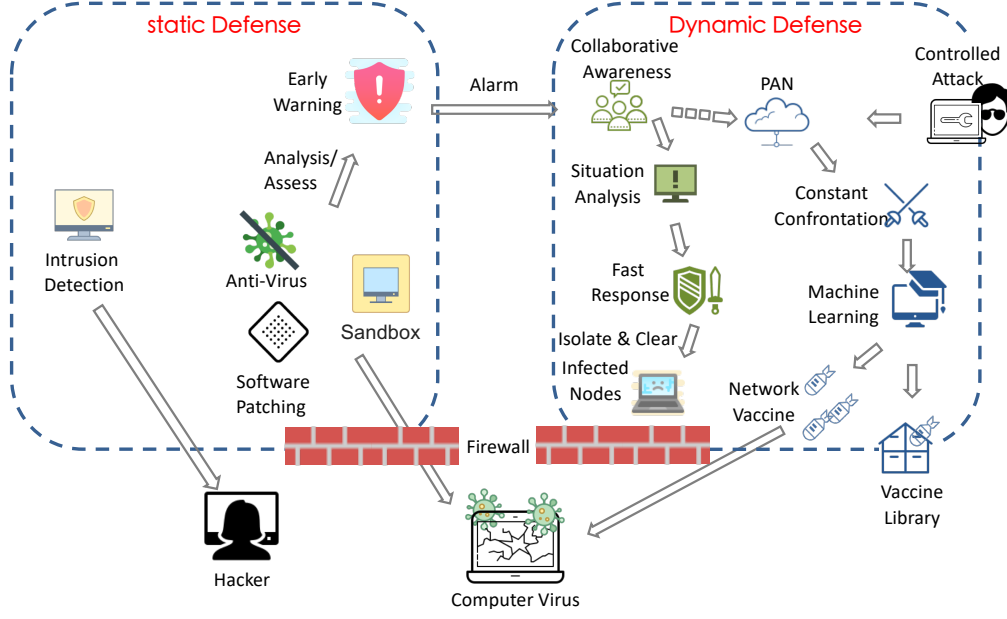 static Defense
Early
Warning
Analysis/
Assess
Intrusion
Detection
Anti-Virus
Sandbox
Software
Patching
Alarm
Firewall
Hacker
Computer Virus
Dynamic Defense
Collaborative
Awareness
PAN
Controlled
Attack
Situation
Analysis
Constant
Confrontation
Fast
Response
Machine
Learning
Isolate & Clear
Infected
Nodes
Network
Vaccine
Vaccine
Library